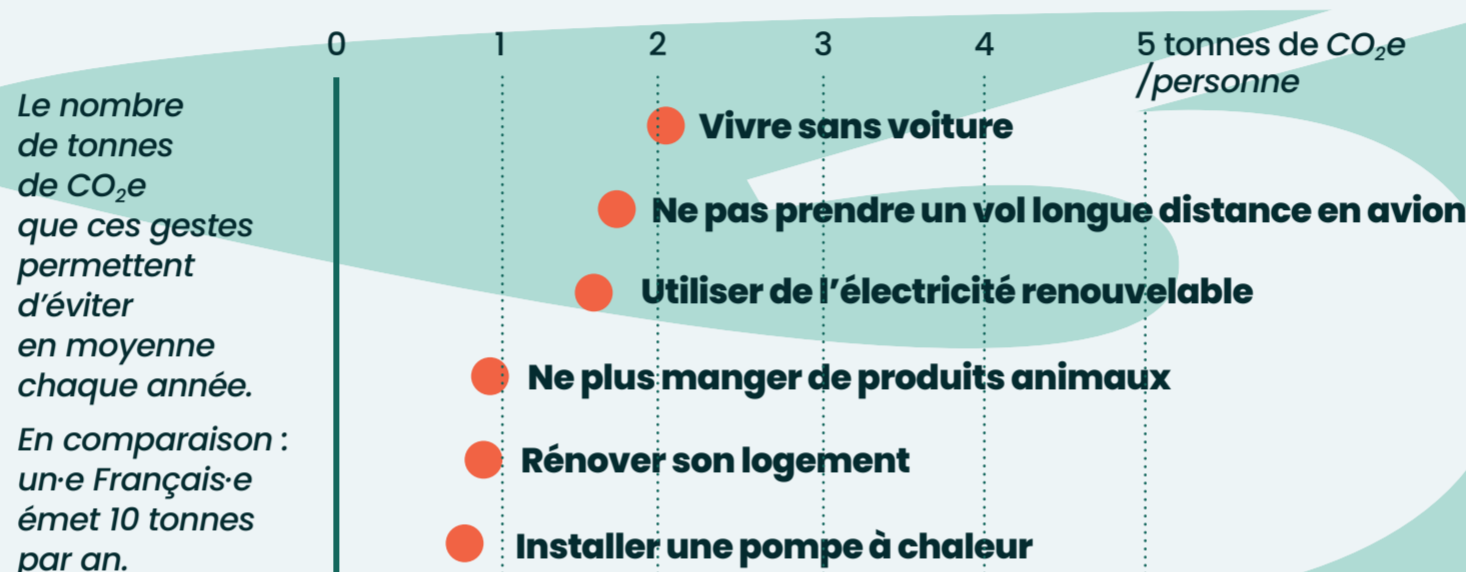 0 1 2 3 4 5 tonnes de CO₂e
/personne
Le nombre
de tonnes
de CO₂e
que ces gestes
permettent
d’éviter
en moyenne
chaque année.
En comparaison :
un·e Français·e
émet 10 tonnes
par an.
Vivre sans voiture
Ne pas prendre un vol longue distance en avion
Utiliser de l’électricité renouvelable
Ne plus manger de produits animaux
Rénover son logement
Installer une pompe à chaleur